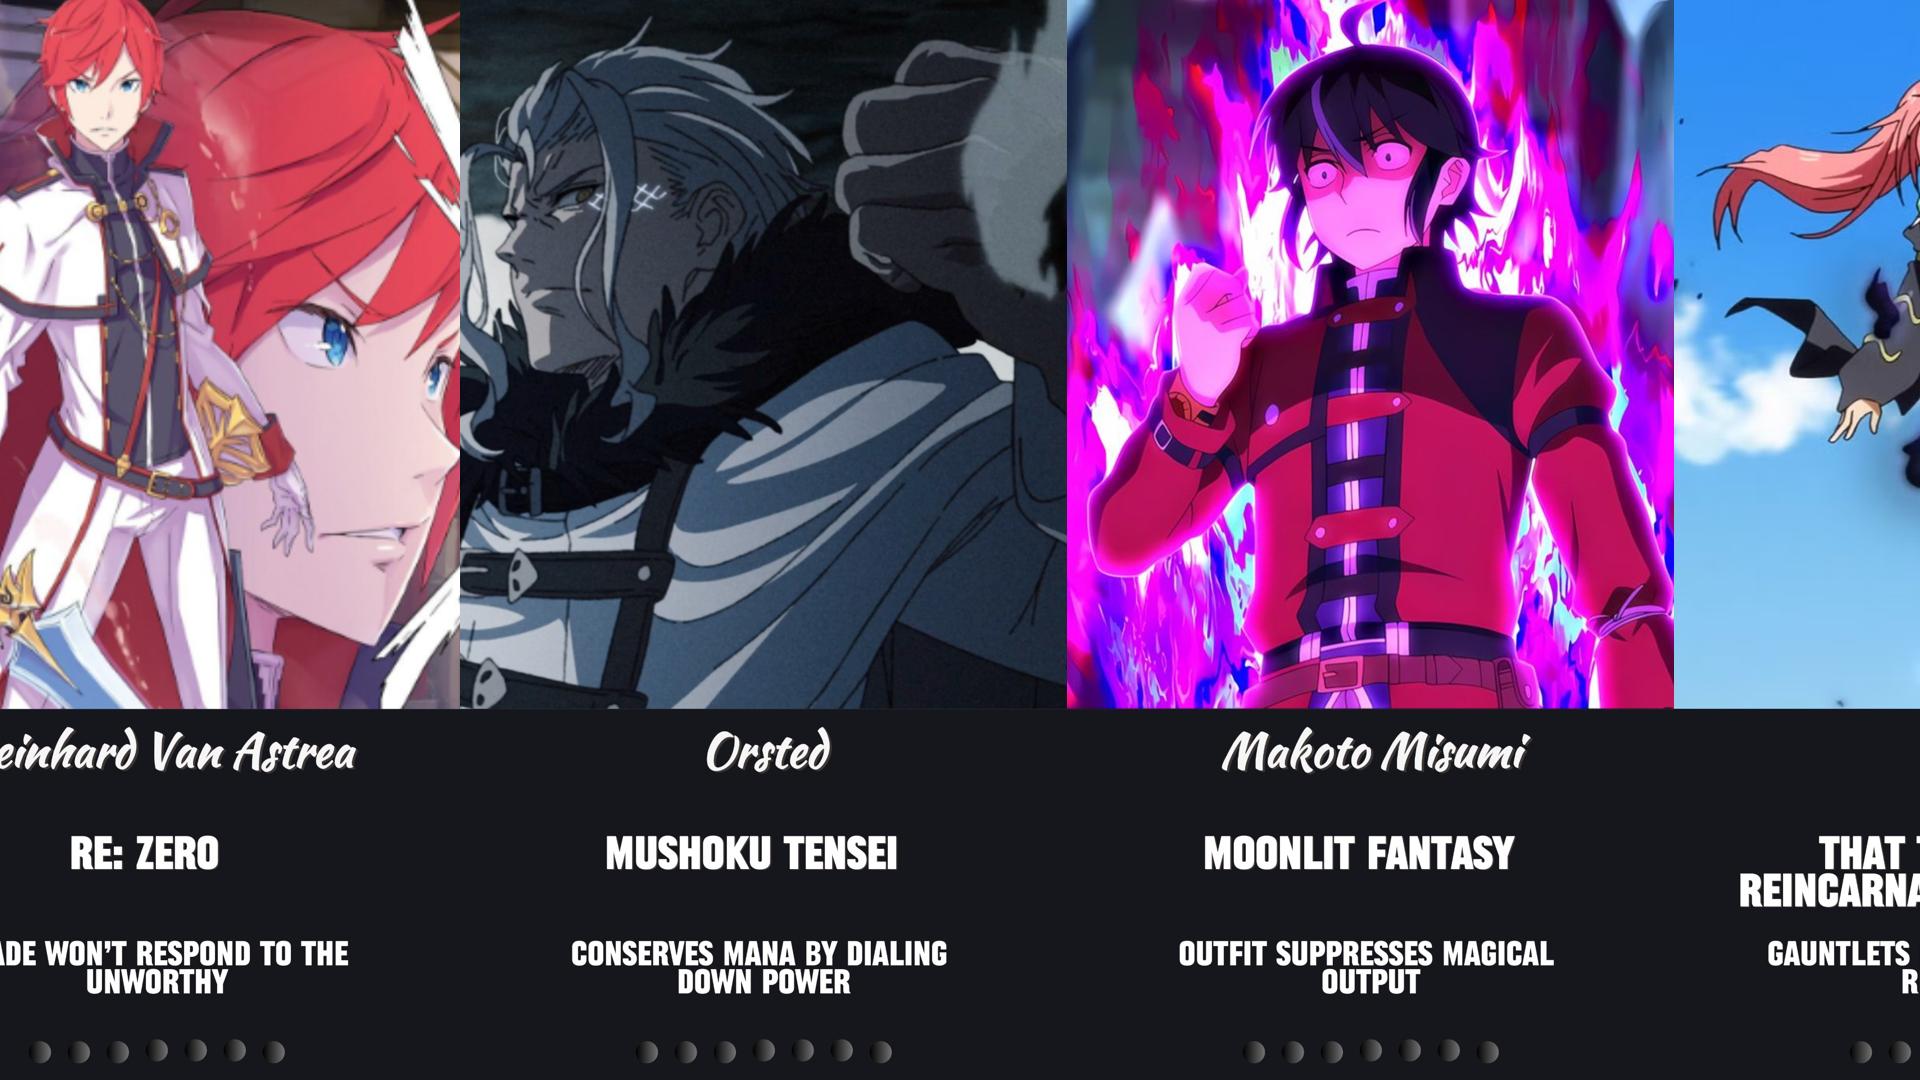 einhard Van Astrea
RE: ZERO
ADE WON'T RESPOND TO THE
UNWORTHY
Orsted
MUSHOKU TENSEI
CONSERVES MANA BY DIALING
DOWN POWER
Makoto Misumi
MOONLIT FANTASY
OUTFIT SUPPRESSES MAGICAL
OUTPUT
THAT
REINCARNA
GAUNTLETS
R